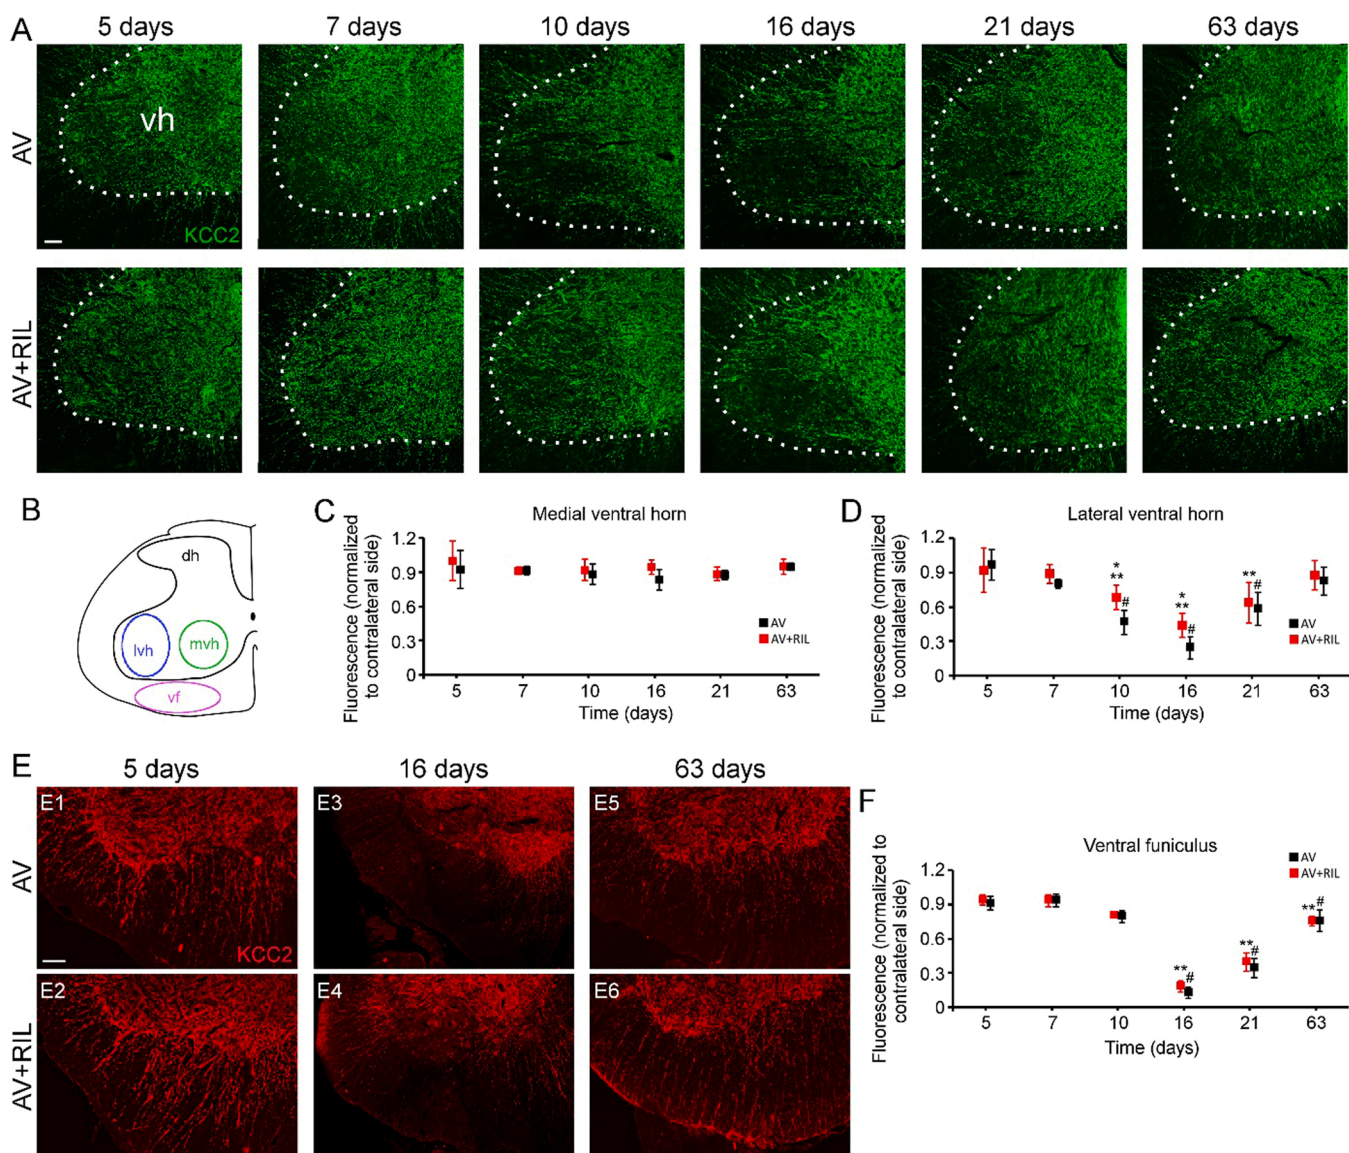 A
5 days
7 days
10 days
16 days
21 days
63 days
AV
vh
KCC2
AV+RIL
B
dh
lvh
mvh
vf
C
Medial ventral horn
Fluorescence (normalized
to contralateral side)
1.2
0.9
0.6
0.3
0
AV
AV+RIL
5
7
10
16
21
63
Time (days)
D
Lateral ventral horn
Fluorescence (normalized
to contralateral side)
1.2
0.9
0.6
0.3
0
*
**
#
*
**
#
**
#
AV
AV+RIL
5
7
10
16
21
63
Time (days)
E
5 days
16 days
63 days
AV
E1
KCC2
E3
E5
AV+RIL
E2
E4
E6
F
Ventral funiculus
Fluorescence (normalized to
contralateral side)
1.2
0.9
0.6
0.3
0
AV
AV+RIL
**
#
**
#
**
#
5
7
10
16
21
63
Time (days)